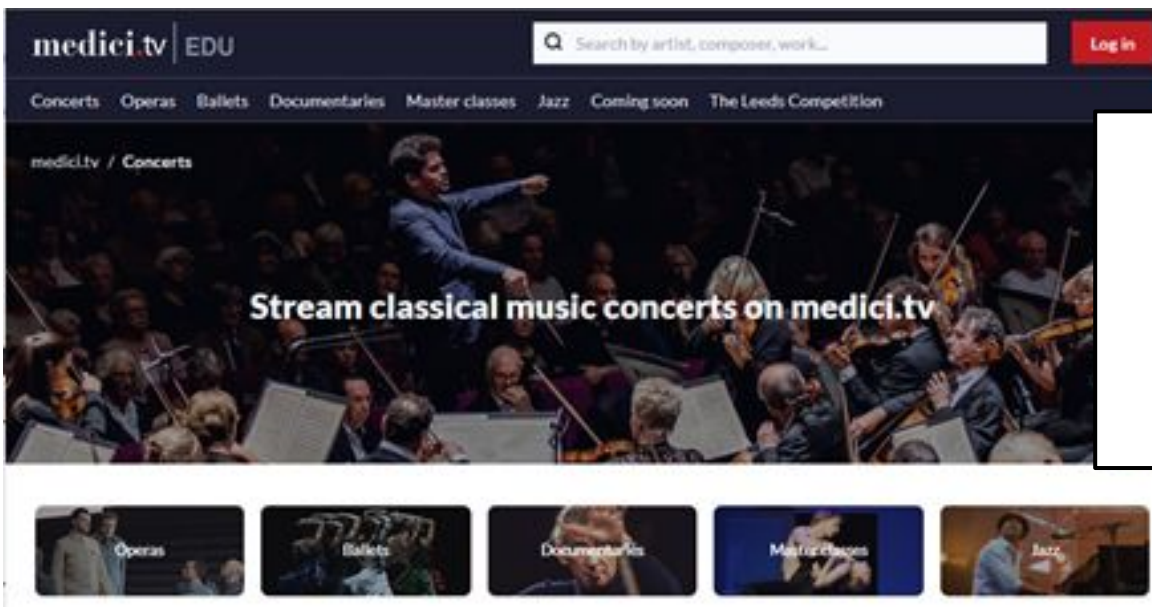 medici.tv EDU
Search by artist, composer, work...
Log in
Concerts Operas Ballets Documentaries Master classes Jazz Coming soon The Leeds Competition
medici.tv / Concerts
Stream classical music concerts on medici.tv
Operas Ballets Documentaries Master classes Jazz